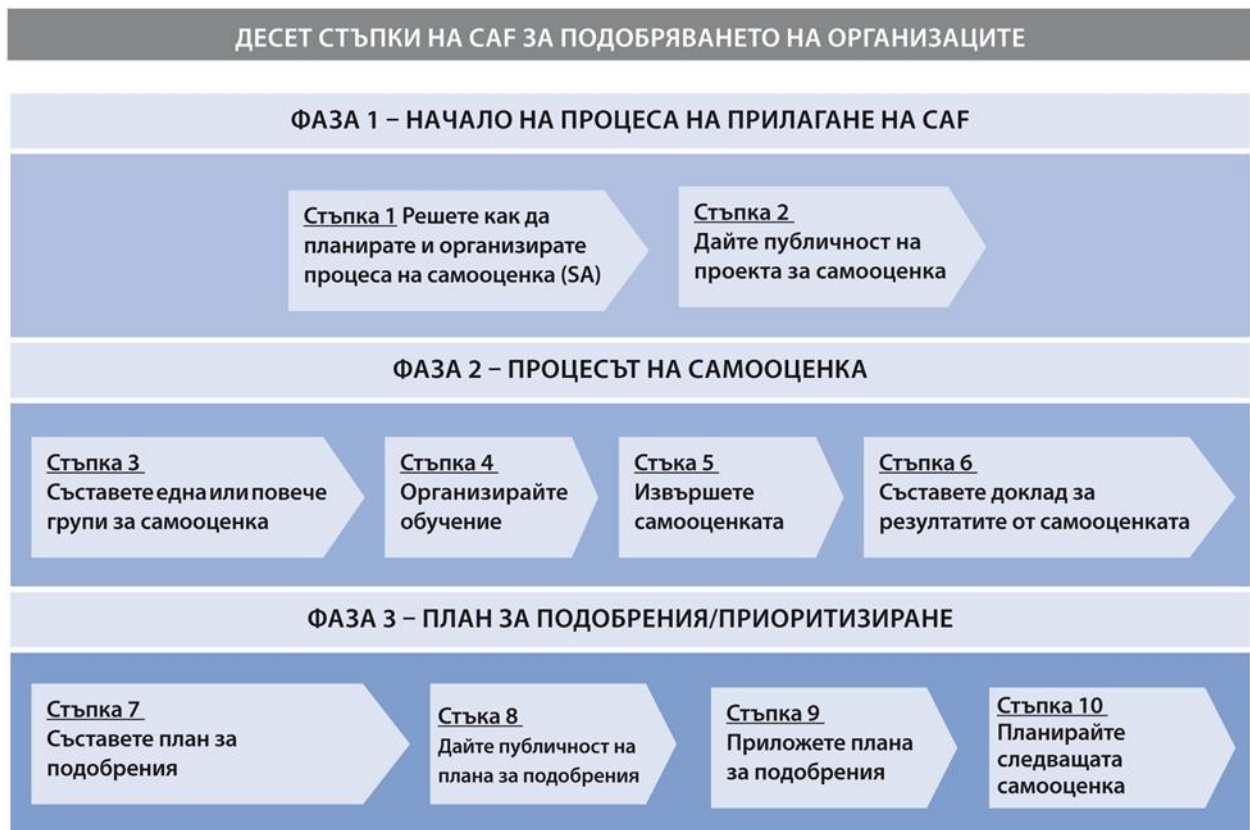 ДЕСЕТ СТЪПКИ НА CAF ЗА ПОДОБРЯВАНЕТО НА ОРГАНИЗАЦИТЕ
ФАЗА 1 – НАЧАЛО НА ПРОЦЕСА НА ПРИЛАГАНЕ НА CAF
Стъпка 1 Решете как да
планирате и организирате
процеса на самооценка (SA)
Стъпка 2
Дайте публичност на
проекта за самооценка
ФАЗА 2 – ПРОЦЕСЪТ НА САМООЦЕНКА
Стъпка 3
Съставете една или повече
групи за самооценка
Стъпка 4
Организирайте
обучение
Стъка 5
Извършете
самооценката
Стъпка 6
Съставете доклад за
резултатите от самооценката
ФАЗА 3 – ПЛАН ЗА ПОДОБРЕНИЯ/ПРИОРИТИЗИРАНЕ
Стъпка 7
Съставете план за
подобрения
Стъка 8
Дайте публичност на
плана за подобрения
Стъпка 9
Приложете плана
за подобрения
Стъпка 10
Планирайте
следващата
самооценка